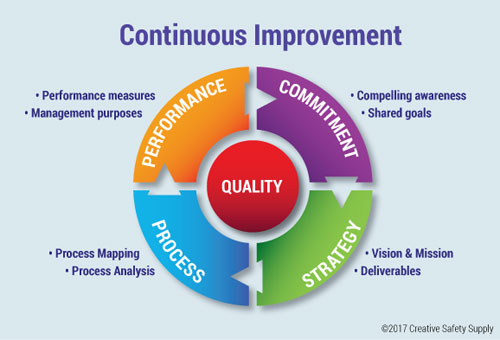 Continuous Improvement
• Performance measures
• Management purposes
PERFORMANCE
COMMITMENT
• Compelling awareness
• Shared goals
QUALITY
• Process Mapping
• Process Analysis
PROCESS
STRATEGY
• Vision & Mission
• Deliverables
©2017 Creative Safety Supply